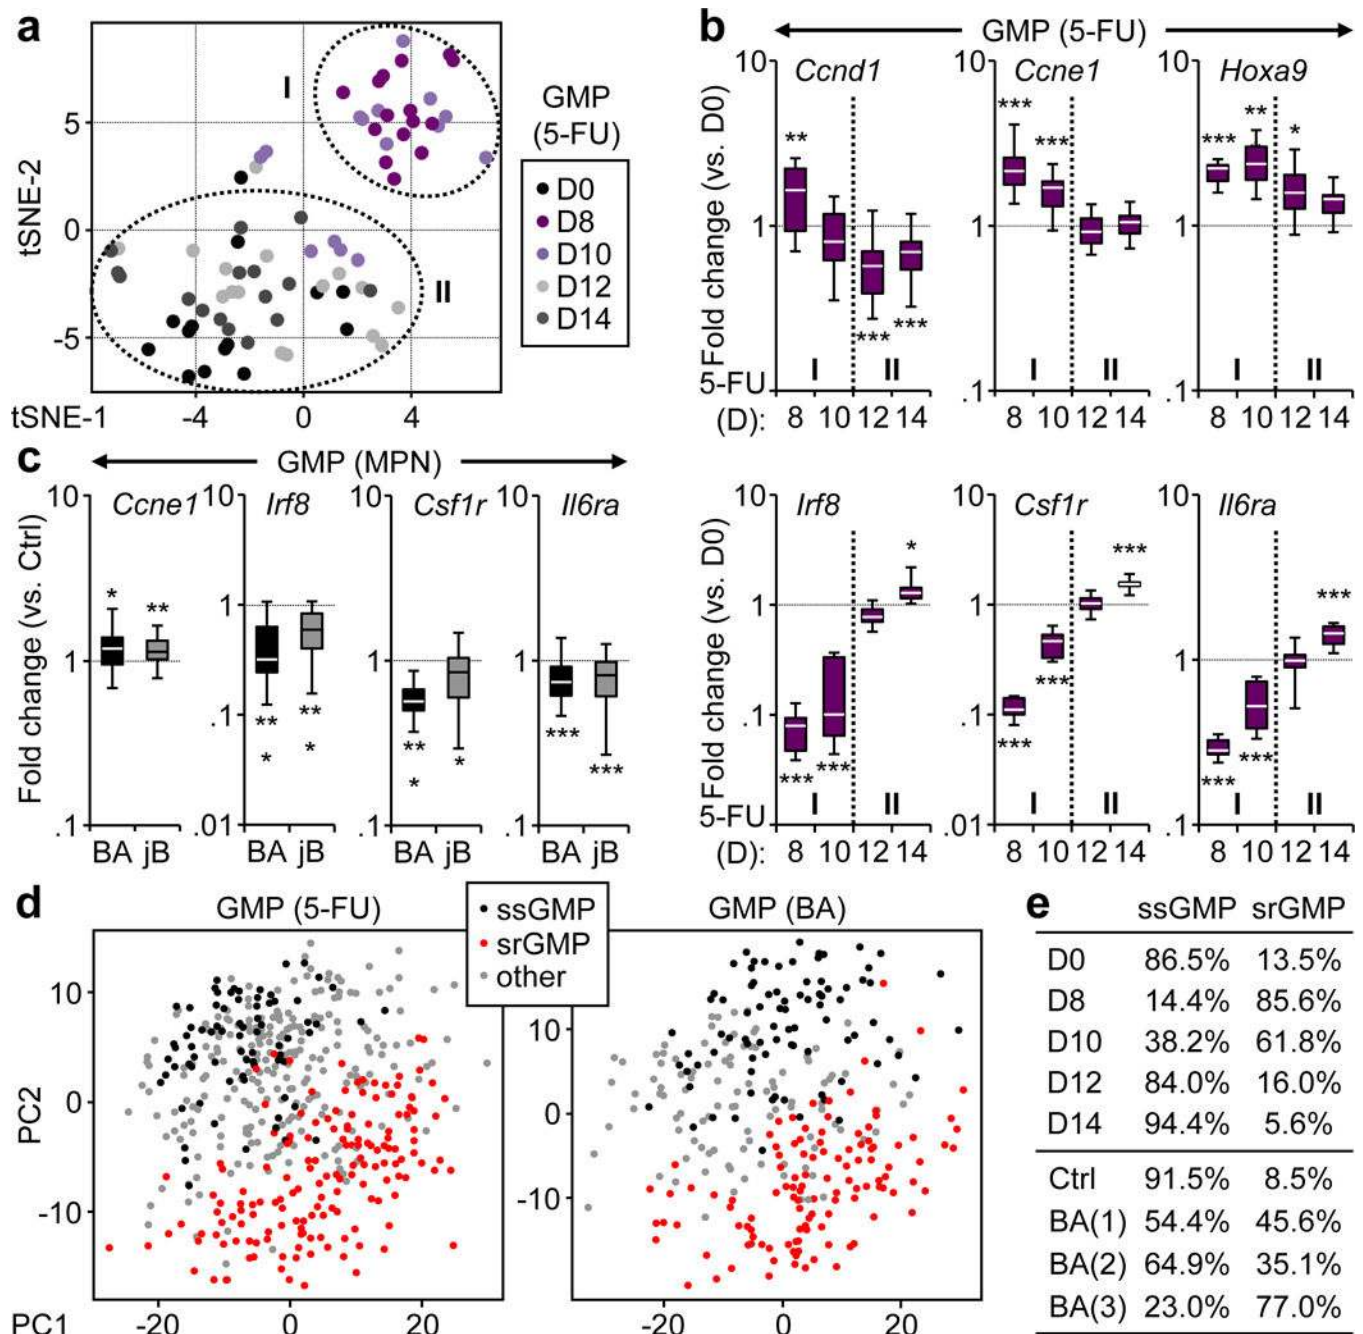 a
tSNE-2
5
0
-5
tSNE-1
-4
0
4
I
II
GMP
(5-FU)
D0
D8
D10
D12
D14
b
GMP (5-FU)
Fold change (vs. D0)
10
1
.1
Ccnd1
**
***
***
Ccne1
10
1
.1
***
***
Hoxa9
10
1
.1
***
**
*
5-FU
I
II
I
II
I
II
(D):
8
10
12
14
8
10
12
14
8
10
12
14
c
GMP (MPN)
Fold change (vs. Ctrl)
10
1
.1
Ccne1
*
**
BA jB
10
1
.1
.01
Irf8
**
*
**
*
BA jB
10
1
.1
Csf1r
**
*
*
BA jB
10
1
.1
Il6ra
***
***
BA jB
Fold change (vs. D0)
10
1
.1
Irf8
***
***
*
10
1
.1
.01
Csf1r
***
***
***
10
1
.1
Il6ra
***
***
***
5-FU
I
II
I
II
I
II
(D):
8
10
12
14
8
10
12
14
8
10
12
14
d
GMP (5-FU)
ssGMP
srGMP
other
GMP (BA)
PC2
10
0
-10
10
0
-10
PC1
-20
0
20
-20
0
20
e
ssGMP srGMP
D0 86.5% 13.5%
D8 14.4% 85.6%
D10 38.2% 61.8%
D12 84.0% 16.0%
D14 94.4% 5.6%
Ctrl 91.5% 8.5%
BA(1) 54.4% 45.6%
BA(2) 64.9% 35.1%
BA(3) 23.0% 77.0%